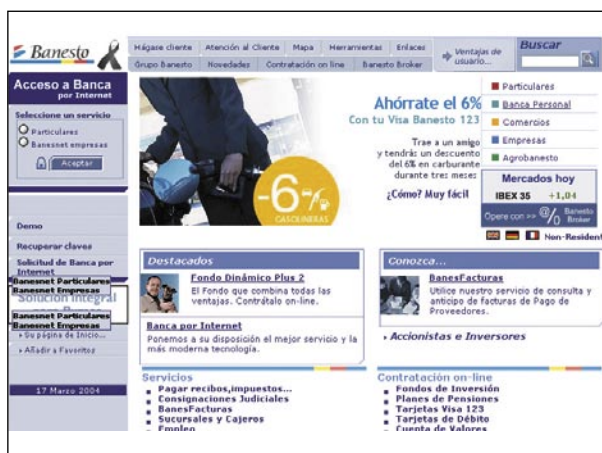 Banesto
Hágase cliente
Atención al Cliente
Mapa
Herramientas
Enlaces
Grupo Banesto
Novedades
Contratación on line
Banesto Broker
Ventajas de
usuario...
Buscar
Acceso a Banca
por Internet
Seleccione un servicio
Particulares
Banesnet empresas
Aceptar
Demo
Recuperar claves
Solicitud de Banca por
Internet
Banesnet Particulares
Banesnet Empresas
Solución Integral
Banesnet Particulares
Banesnet Empresas
Su página de Inicio...
Añadir a Favoritos
17 Marzo 2004
Ahórrate el 6%
Con tu Visa Banesto 123
Trae a un amigo
y tendrás un descuento
del 6% en carburante
durante tres meses
¿Cómo? Muy fácil
-6%
GASOLINERAS
Particulares
Banca Personal
Comercios
Empresas
Agrobanesto
Mercados hoy
IBEX 35 +1,04
Opere con >> @/o Banesto
Broker
Non-Resident
Destacados
Fondo Dinámico Plus 2
El Fondo que combina todas las
ventajas. Contrátalo on-line.
Banca por Internet
Ponemos a su disposición el mejor servicio y la
más moderna tecnología.
Conozca...
BanesFacturas
Utilice nuestro servicio de consulta y
anticipo de facturas de Pago de
Proveedores.
Accionistas e Inversores
Servicios
Pagar recibos,impuestos...
Consignaciones Judiciales
BanesFacturas
Sucursales y Cajeros
Empleo
Contratación on-line
Fondos de Inversión
Planes de Pensiones
Tarjetas Visa 123
Tarjetas de Débito
Cuenta de Valores